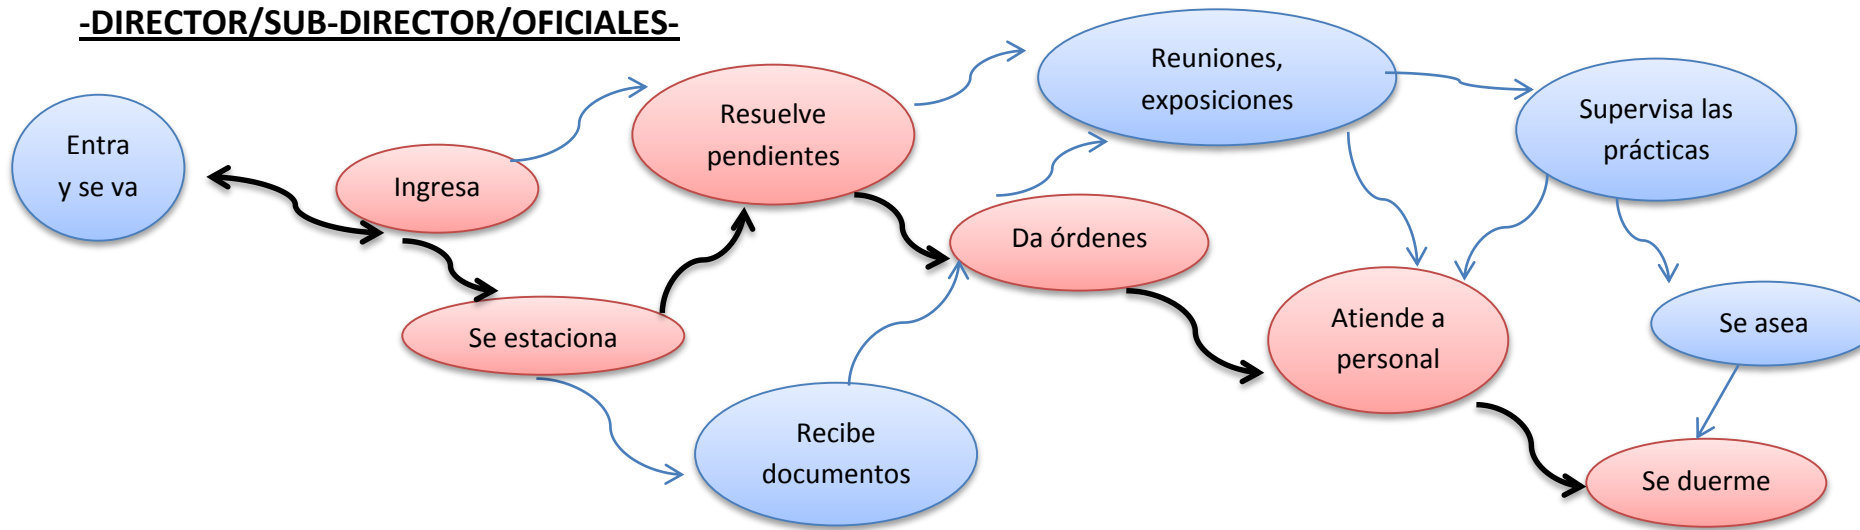 -DIRECTOR/SUB-DIRECTOR/OFICIALES-
Entra
y se va
Ingresa
Se estaciona
Resuelve
pendientes
Recibe
documentos
Da órdenes
Reuniones,
exposiciones
Atiende a
personal
Supervisa las
prácticas
Se asea
Se duerme